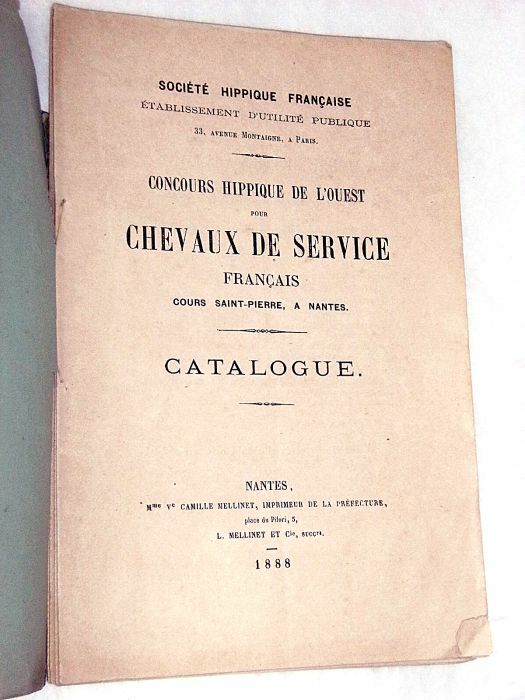 SOCIÉTÉ HIPPIQUE FRANÇAISE
ÉTABLISSEMENT D'UTILITÉ PUBLIQUE
33, AVENUE MONTAIGNE, A PARIS.
CONCOURS HIPPIQUE DE L'OUEST
POUR
CHEVAUX DE SERVICE
FRANÇAIS
COURS SAINT-PIERRE, A NANTES.
CATALOGUE.
NANTES,
Mme Ve CAMILLE MELLINET, IMPRIMEUR DE LA PRÉFECTURE,
place du Pilori, 5,
L. MELLINET ET Cie, SUCCrs.
1888